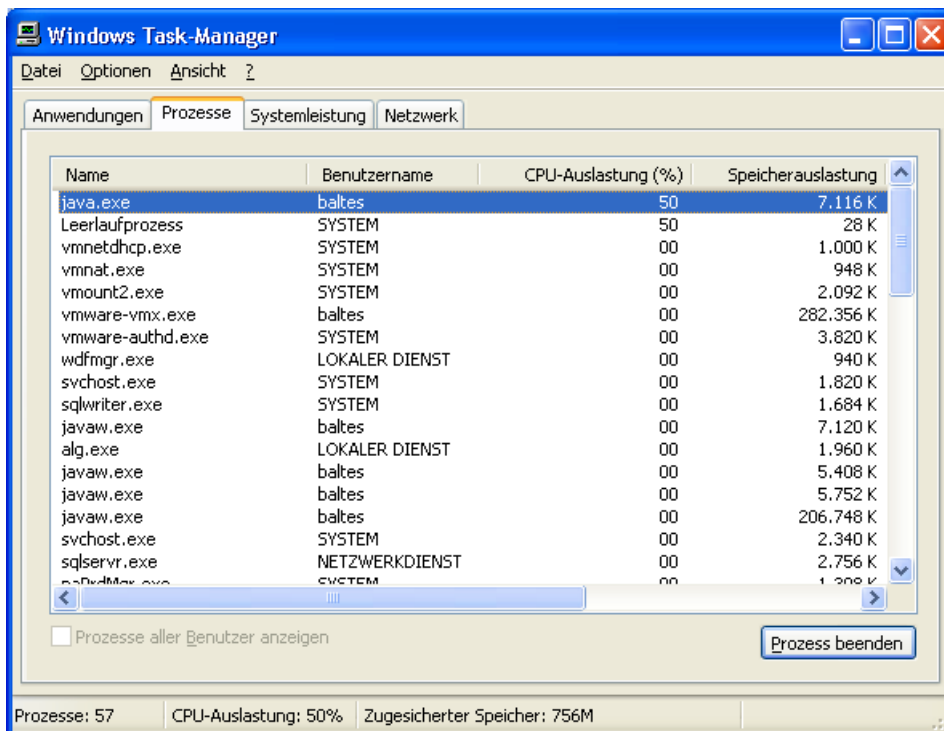 Windows Task-Manager
Datei Optionen Ansicht ?
Anwendungen Prozesse Systemleistung Netzwerk
Name Benutzername CPU-Auslastung (%) Speicherauslastung
java.exe baltes 50 7.116 K
Leerlaufprozess SYSTEM 50 28 K
vmnetdhcp.exe SYSTEM 00 1.000 K
vmnat.exe SYSTEM 00 948 K
vmount2.exe SYSTEM 00 2.092 K
vmware-vmx.exe baltes 00 282.356 K
vmware-authd.exe SYSTEM 00 3.820 K
wdfmgr.exe LOKALER DIENST 00 940 K
svchost.exe SYSTEM 00 1.820 K
sqlwriter.exe SYSTEM 00 1.684 K
javaw.exe baltes 00 7.120 K
alg.exe LOKALER DIENST 00 1.960 K
javaw.exe baltes 00 5.408 K
javaw.exe baltes 00 5.752 K
javaw.exe baltes 00 206.748 K
svchost.exe SYSTEM 00 2.340 K
sqlservr.exe NETZWERKDIENST 00 2.756 K
SYSTEM 00
Prozesse aller Benutzer anzeigen
Prozess beenden
Prozesse: 57 CPU-Auslastung: 50% Zugesicherter Speicher: 756M